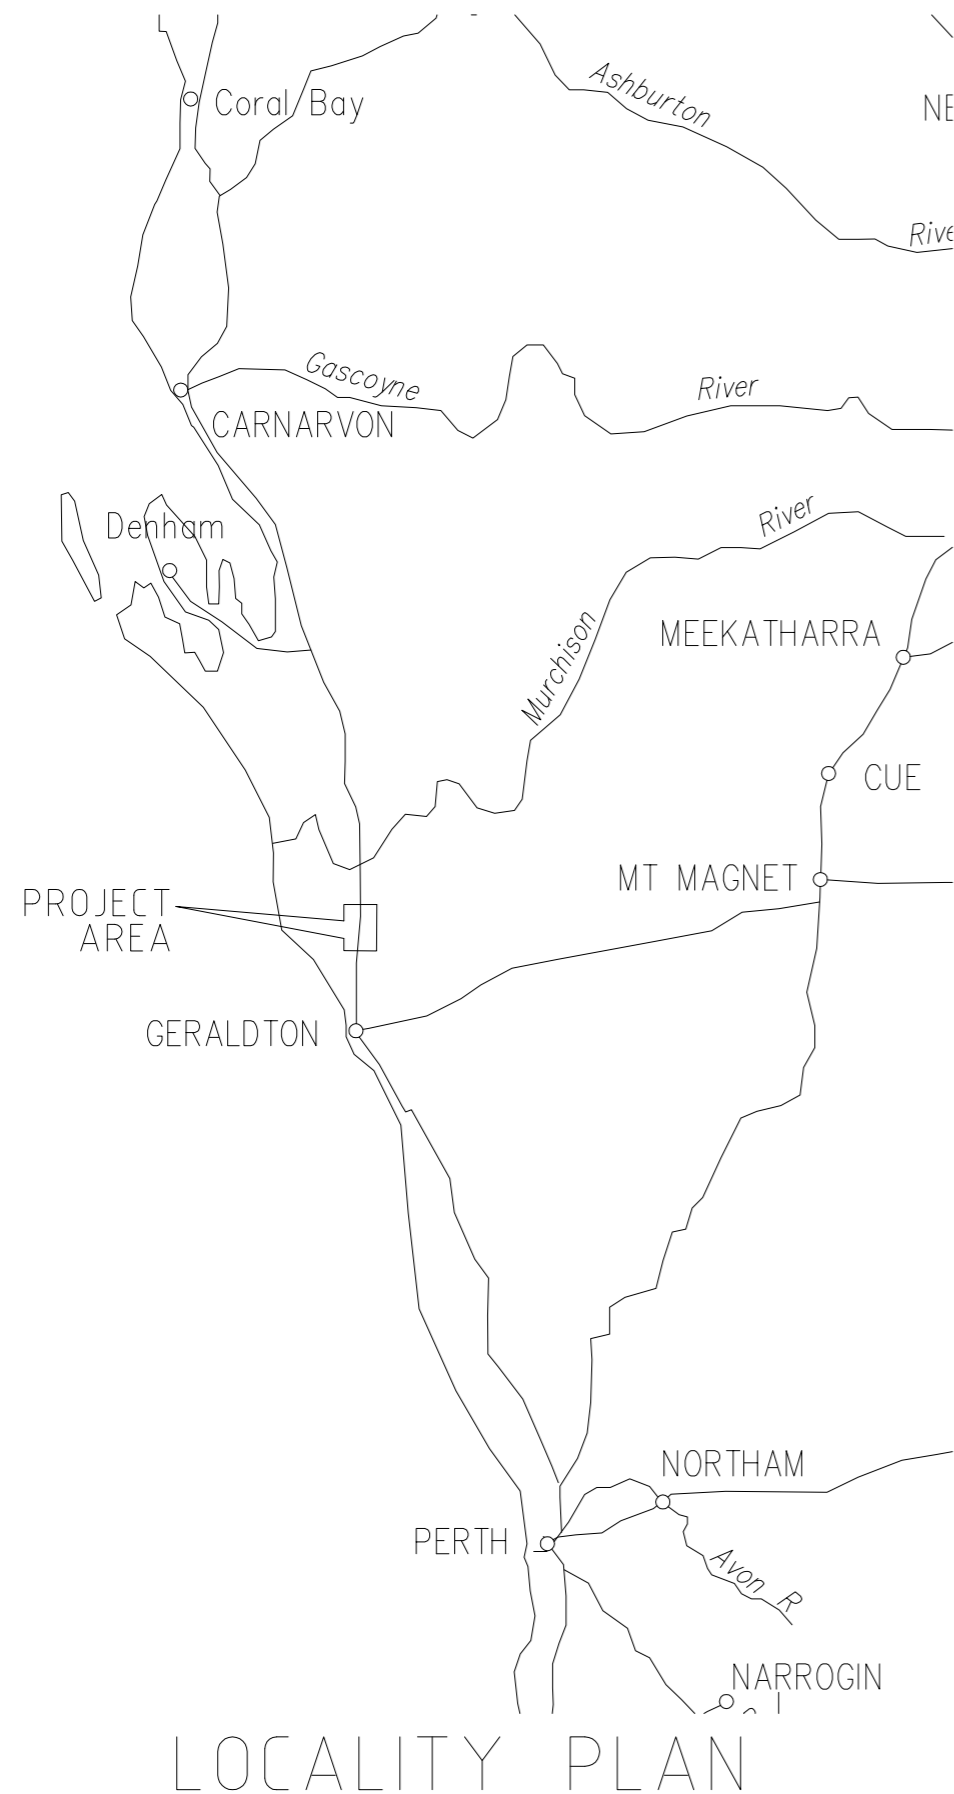 Ashburton
Coral Bay
NE
Rive
Gascoyne
River
CARNARVON
Denham
River
MEEKATHARRA
Murchison
CUE
MT MAGNET
PROJECT
AREA
GERALDTON
NORTHAM
PERTH
Avon R
NARROGIN
LOCALITY PLAN